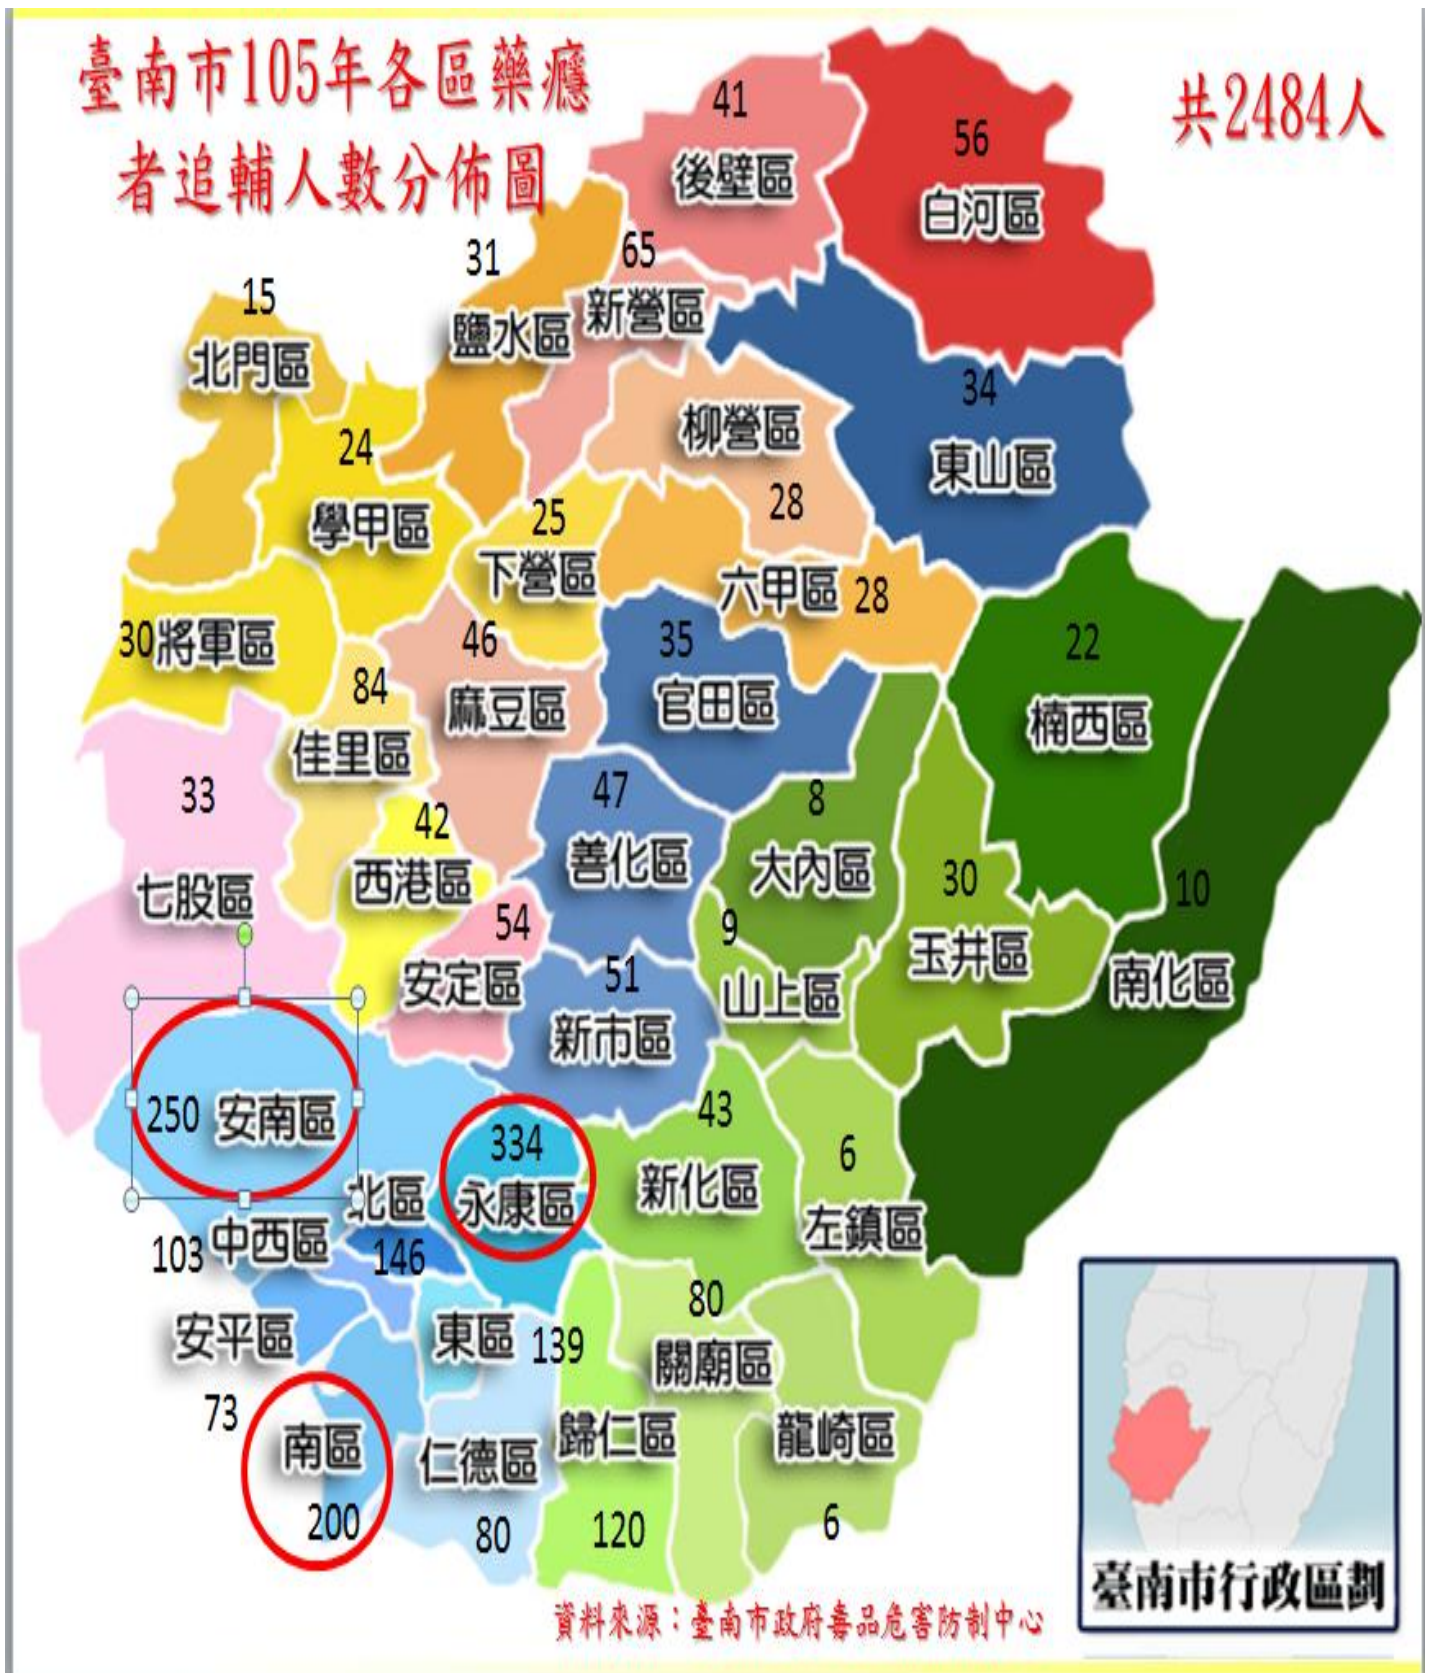 臺南市105年各區藥癮
者追輔人數分佈圖
共2484人
41
後壁區
56
白河區
31
鹽水區
65
新營區
15
北門區
34
東山區
24
學甲區
柳營區
28
25
下營區
六甲區 28
30將軍區
46
麻豆區
35
官田區
22
楠西區
84
佳里區
33
七股區
42
西港區
47
善化區
8
大內區
30
玉井區
10
南化區
54
安定區
51
新市區
9
山上區
250 安南區
334
永康區
43
新化區
6
左鎮區
北區
146
中西區
103
安平區
73
東區 139
80
關廟區
南區
200
仁德區
80
歸仁區
120
龍崎區
6
臺南市行政區劃
資料來源：臺南市政府毒品危害防制中心